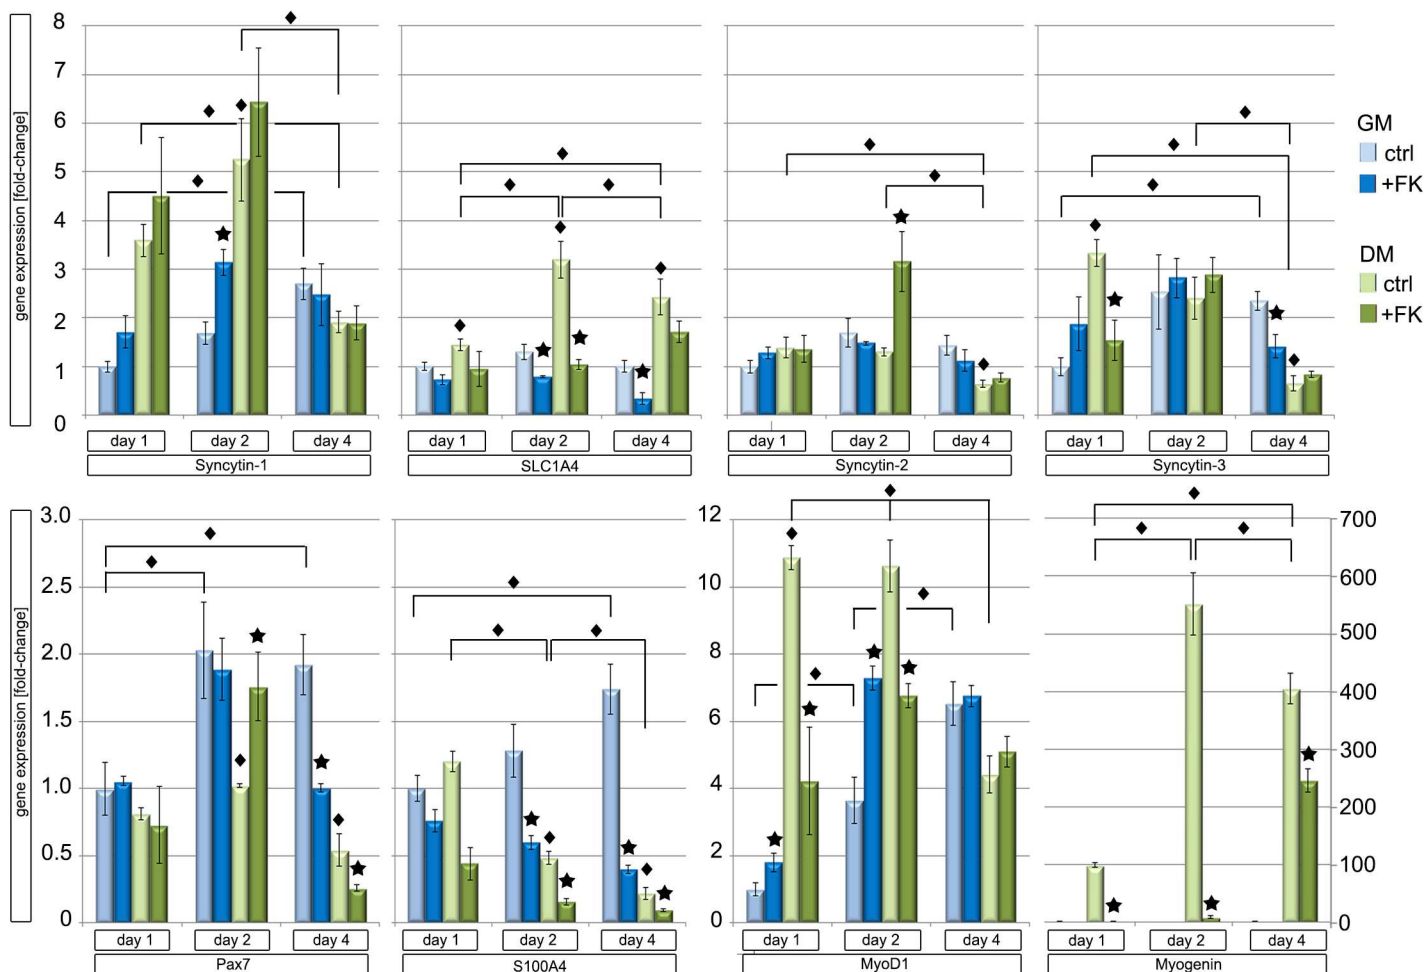 gene expression [fold-change]
8
7
6
5
4
3
2
1
0
day 1 day 2 day 4
Syncytin-1
day 1 day 2 day 4
SLC1A4
day 1 day 2 day 4
Syncytin-2
day 1 day 2 day 4
Syncytin-3
GM
ctrl
+FK
DM
ctrl
+FK
gene expression [fold-change]
3.0
2.5
2.0
1.5
1.0
0.5
0
day 1 day 2 day 4
Pax7
day 1 day 2 day 4
S100A4
12
10
8
6
4
2
0
day 1 day 2 day 4
MyoD1
day 1 day 2 day 4
Myogenin
700
600
500
400
300
200
100
0